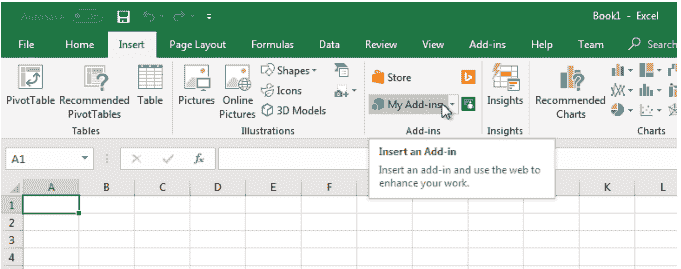 AutoSave
Book1 - Excel
File Home Insert Page Layout Formulas Data Review View Add-ins Help Team Search
PivotTable Recommended PivotTables Table
Tables
Pictures Online Pictures Shapes
Icons
3D Models
Illustrations
Store
My Add-ins
Add-ins
Insights
Insights
Recommended Charts
Charts
A1 fx
Insert an Add-in
Insert an add-in and use the web to
enhance your work.
A B C D E F K L
1
2
3
4